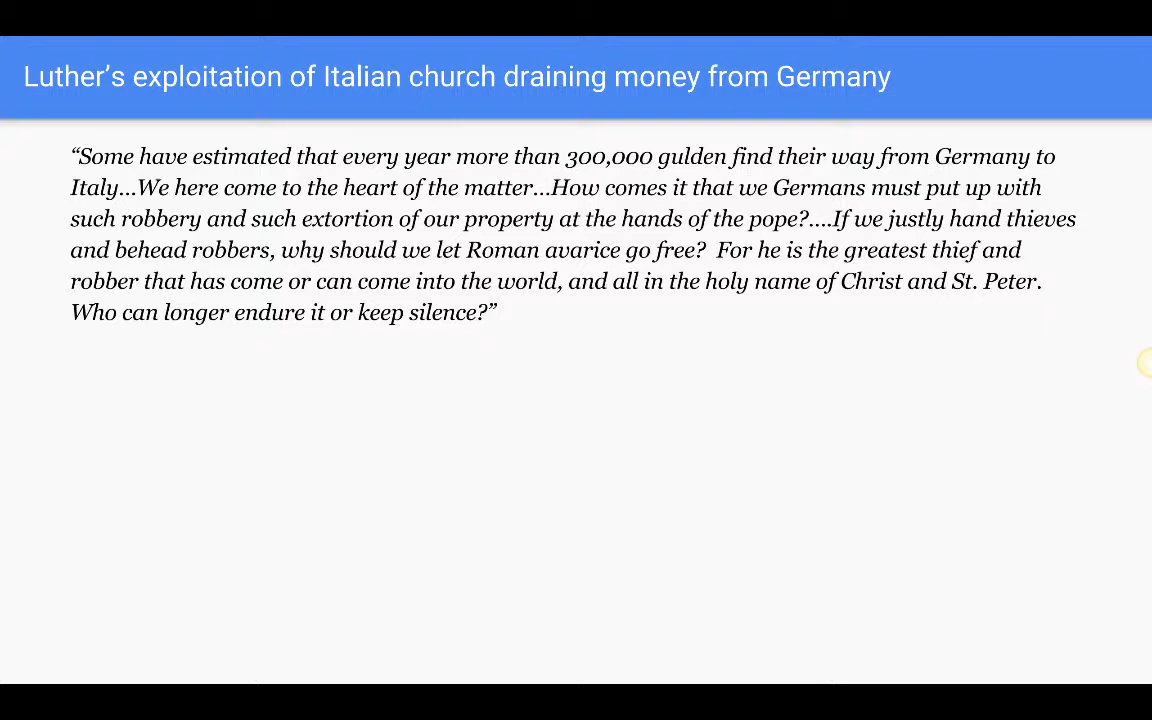 Luther’s exploitation of Italian church draining money from Germany
“Some have estimated that every year more than 300,000 gulden find their way from Germany to
Italy...We here come to the heart of the matter...How comes it that we Germans must put up with
such robbery and such extortion of our property at the hands of the pope?....If we justly hand thieves
and behead robbers, why should we let Roman avarice go free?  For he is the greatest thief and
robber that has come or can come into the world, and all in the holy name of Christ and St. Peter.
Who can longer endure it or keep silence?”